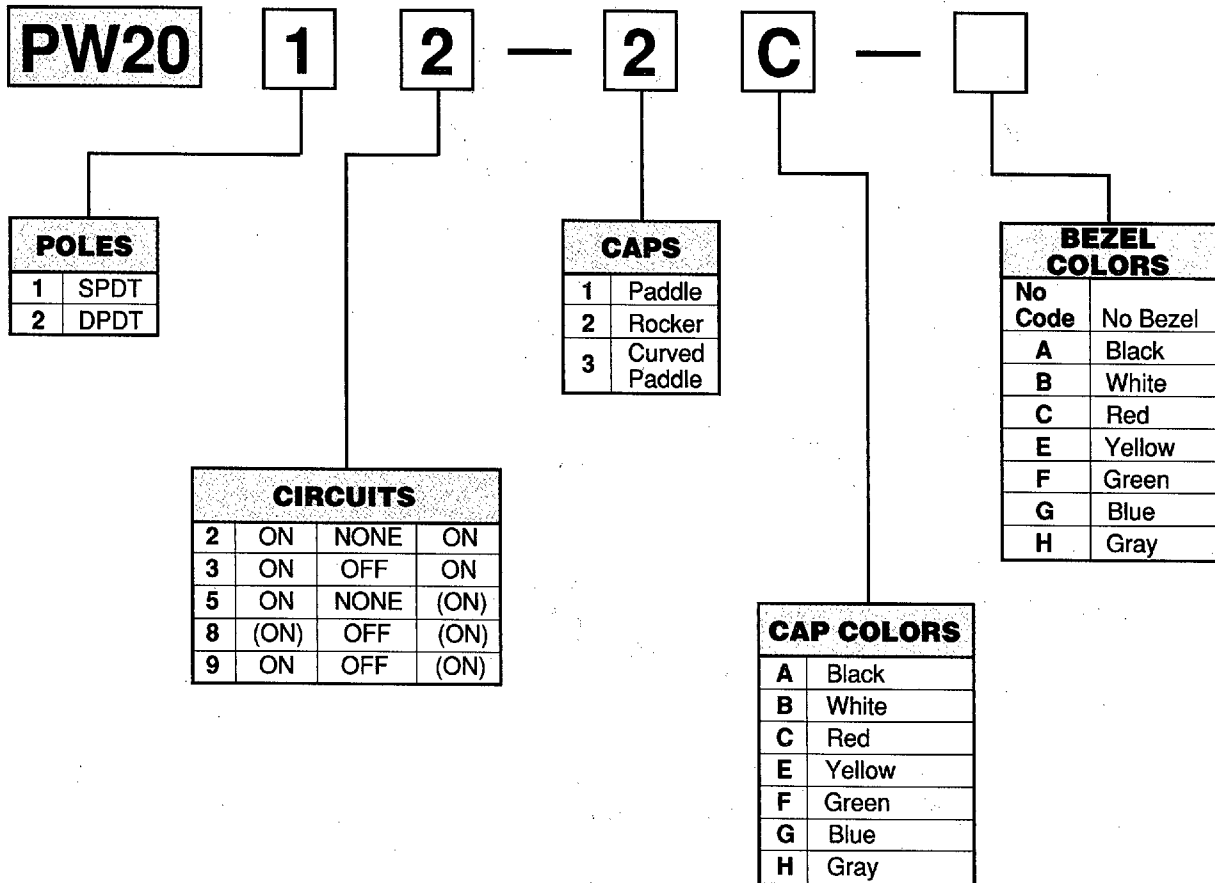 PW20 1 2 — 2 C —
POLES
1 SPDT
2 DPDT
CAPS
1 Paddle
2 Rocker
3 Curved
Paddle
BEZEL
COLORS
No
Code No Bezel
A Black
B White
C Red
E Yellow
F Green
G Blue
H Gray
CIRCUITS
2 ON NONE ON
3 ON OFF ON
5 ON NONE (ON)
8 (ON) OFF (ON)
9 ON OFF (ON)
CAP COLORS
A Black
B White
C Red
E Yellow
F Green
G Blue
H Gray